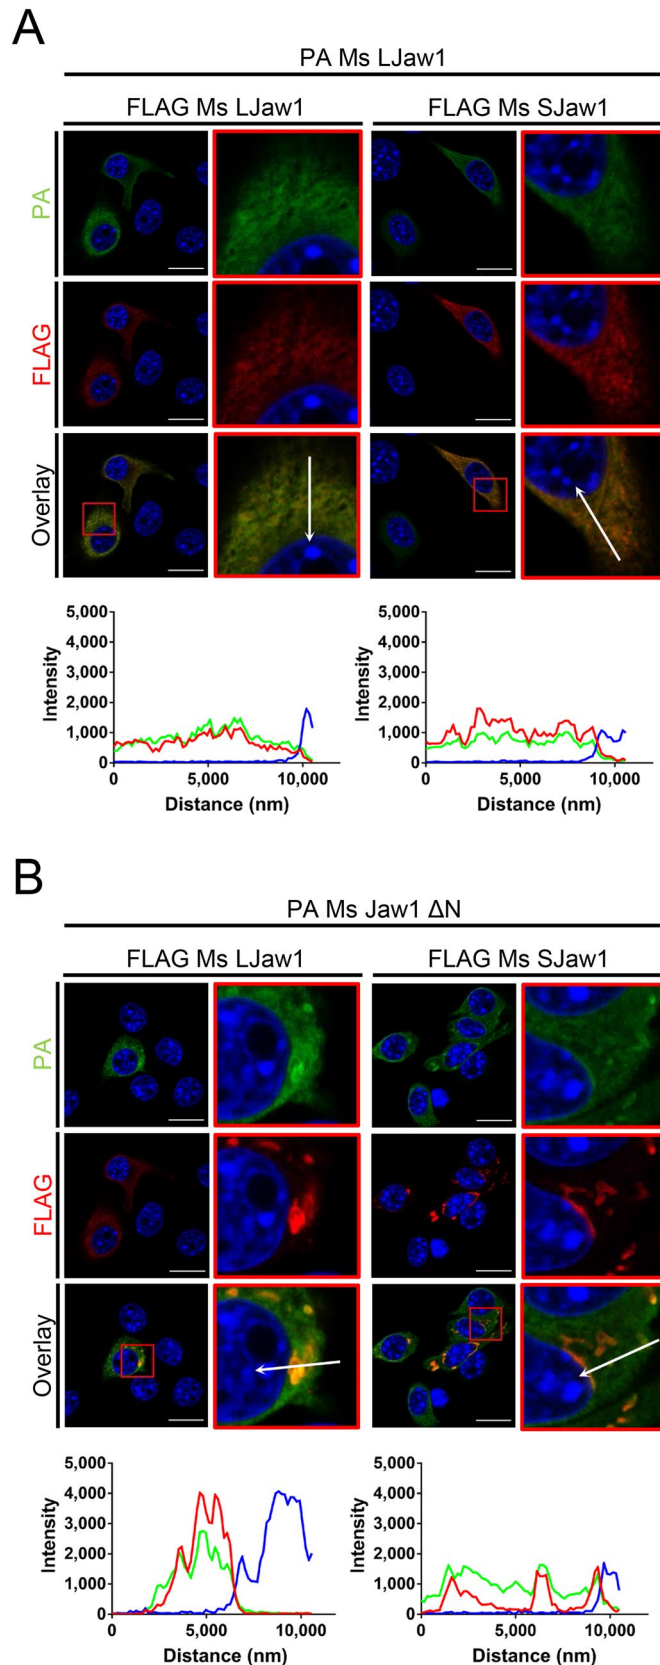 A
PA Ms LJaw1
FLAG Ms LJaw1
FLAG Ms SJaw1
PA
FLAG
Overlay
5,000
4,000
3,000
2,000
1,000
0
Intensity
0
5,000
10,000
Distance (nm)
5,000
4,000
3,000
2,000
1,000
0
Intensity
0
5,000
10,000
Distance (nm)
B
PA Ms Jaw1 ΔN
FLAG Ms LJaw1
FLAG Ms SJaw1
PA
FLAG
Overlay
5,000
4,000
3,000
2,000
1,000
0
Intensity
0
5,000
10,000
Distance (nm)
5,000
4,000
3,000
2,000
1,000
0
Intensity
0
5,000
10,000
Distance (nm)